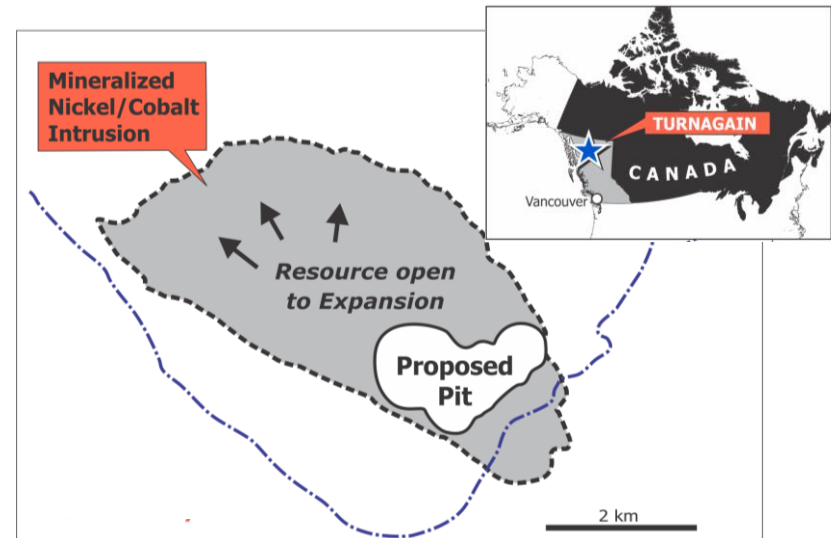 Mineralized
Nickel/Cobalt
Intrusion
TURNAGAIN
CANADA
Vancouver
Resource open
to Expansion
Proposed
Pit
2 km